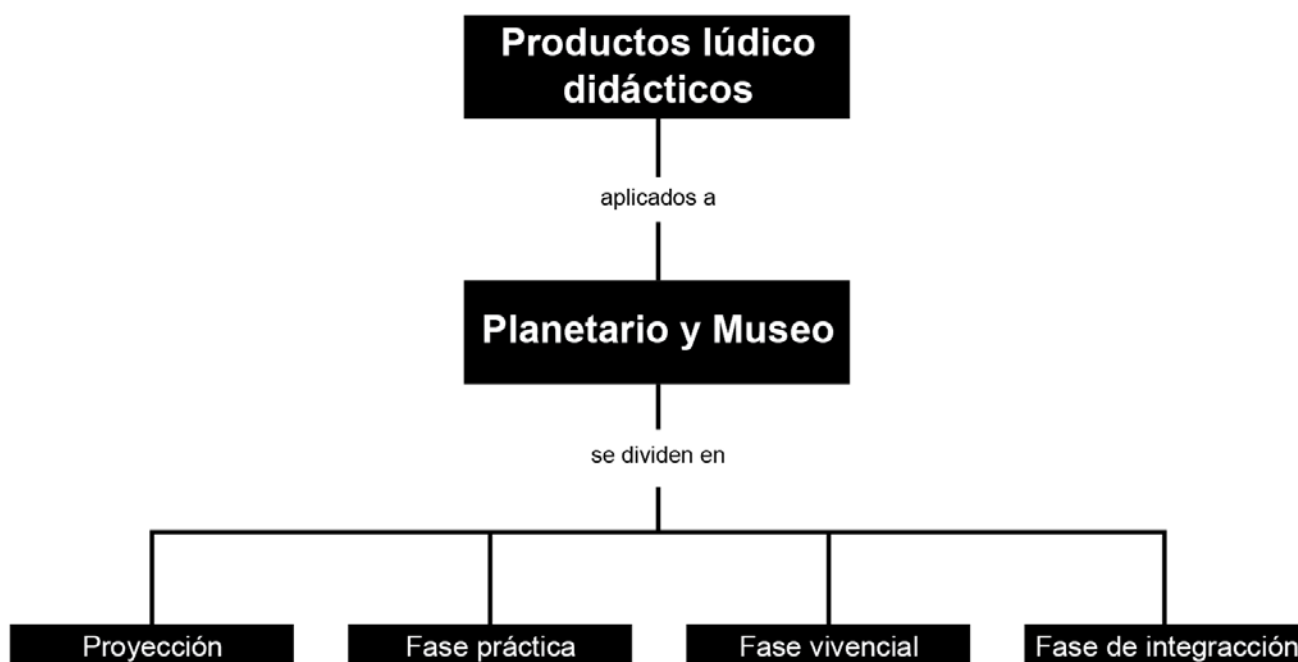 Productos lúdico
didácticos
aplicados a
Planetario y Museo
se dividen en
Proyección
Fase práctica
Fase vivencial
Fase de integracción